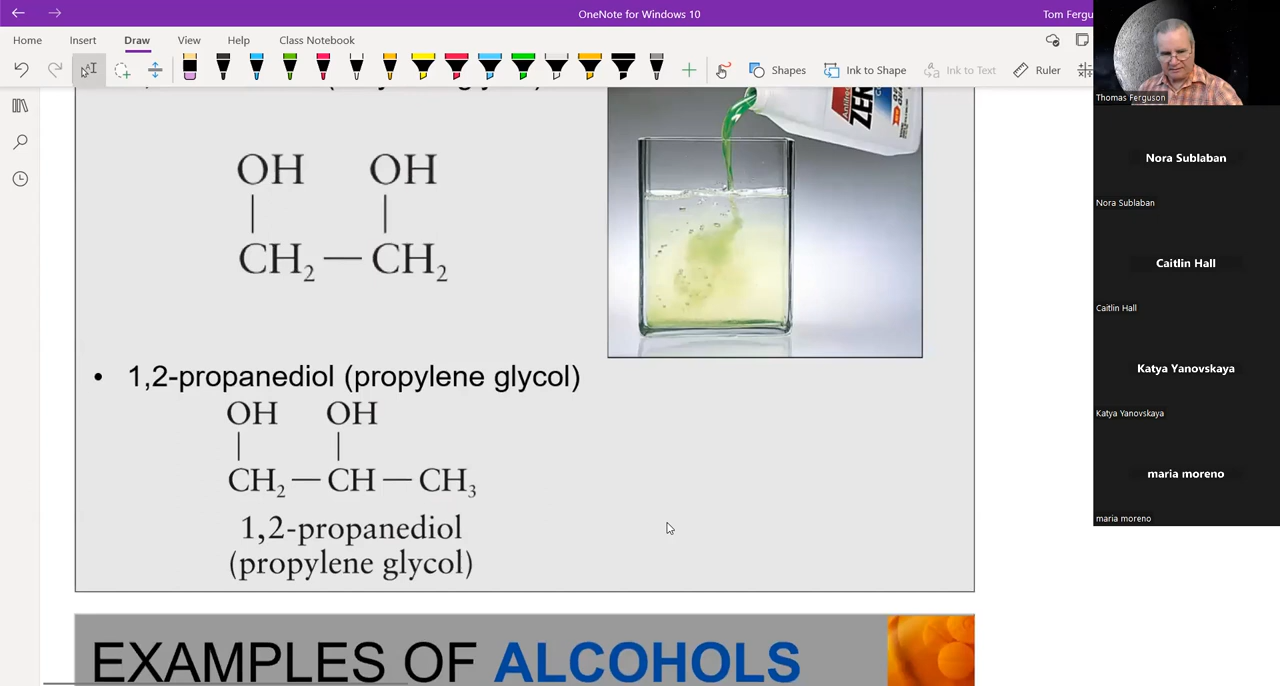 OneNote for Windows 10
Tom Fergu
Home Insert Draw View Help Class Notebook
Shapes Ink to Shape Ink to Text Ruler
Thomas Ferguson
Nora Sublaban
Nora Sublaban
Caitlin Hall
Caitlin Hall
Katya Yanovskaya
Katya Yanovskaya
maria moreno
maria moreno
ZER
OH OH
CH₂ — CH₂
• 1,2-propanediol (propylene glycol)
OH OH
CH₂ — CH — CH₃
1,2-propanediol
(propylene glycol)
EXAMPLES OF ALCOHOLS